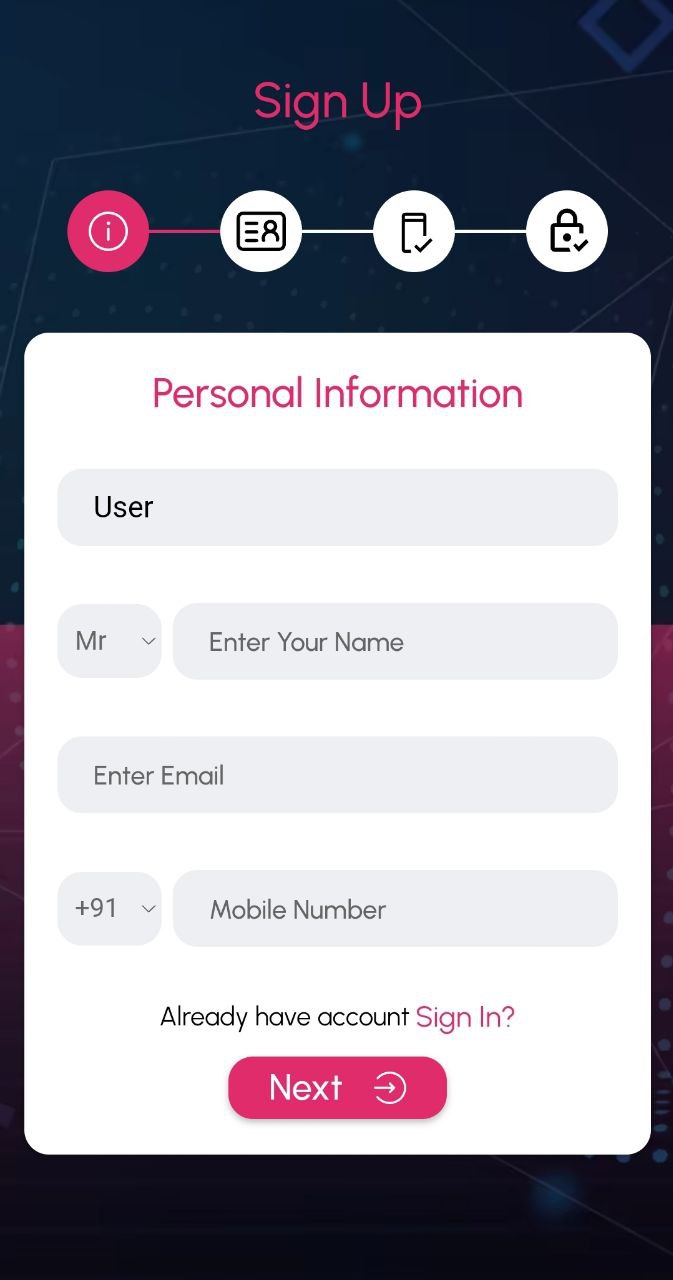 Sign Up
Personal Information
User
Mr Enter Your Name
Enter Email
+91 Mobile Number
Already have account Sign In?
Next